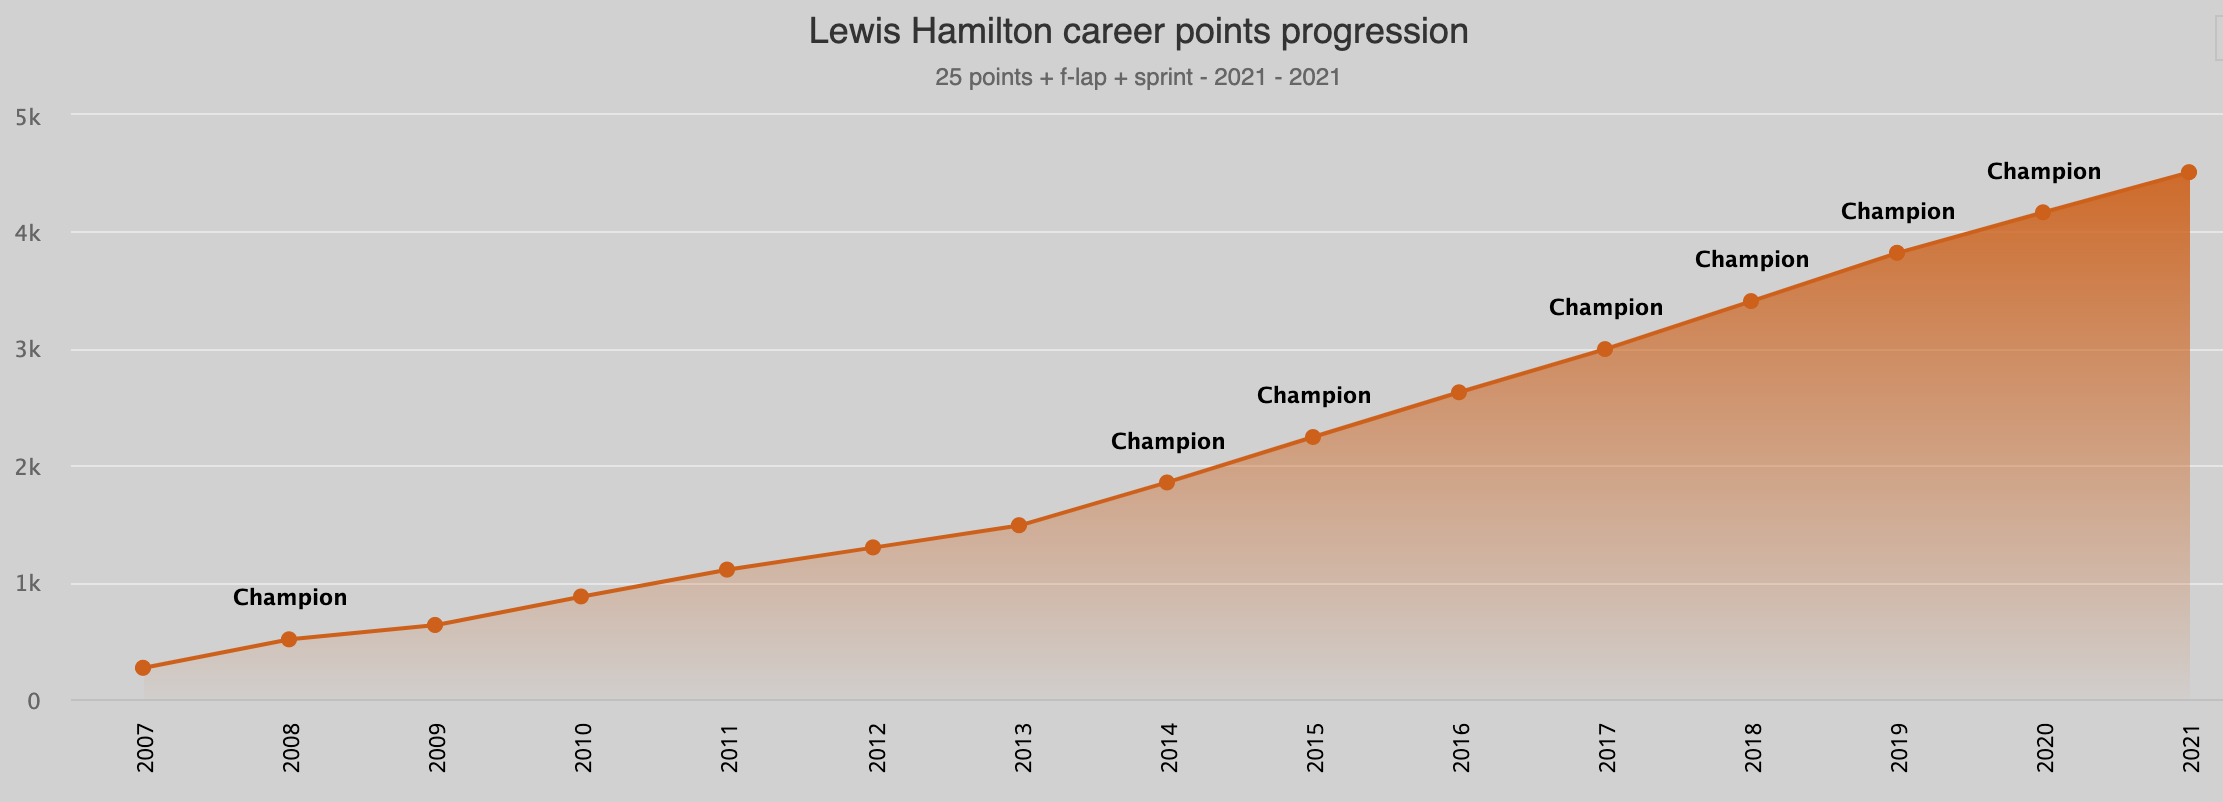 Lewis Hamilton career points progression
25 points + f-lap + sprint - 2021 - 2021
5k
4k
3k
2k
1k
0
Champion
Champion
Champion
Champion
Champion
Champion
Champion
2007
2008
2009
2010
2011
2012
2013
2014
2015
2016
2017
2018
2019
2020
2021